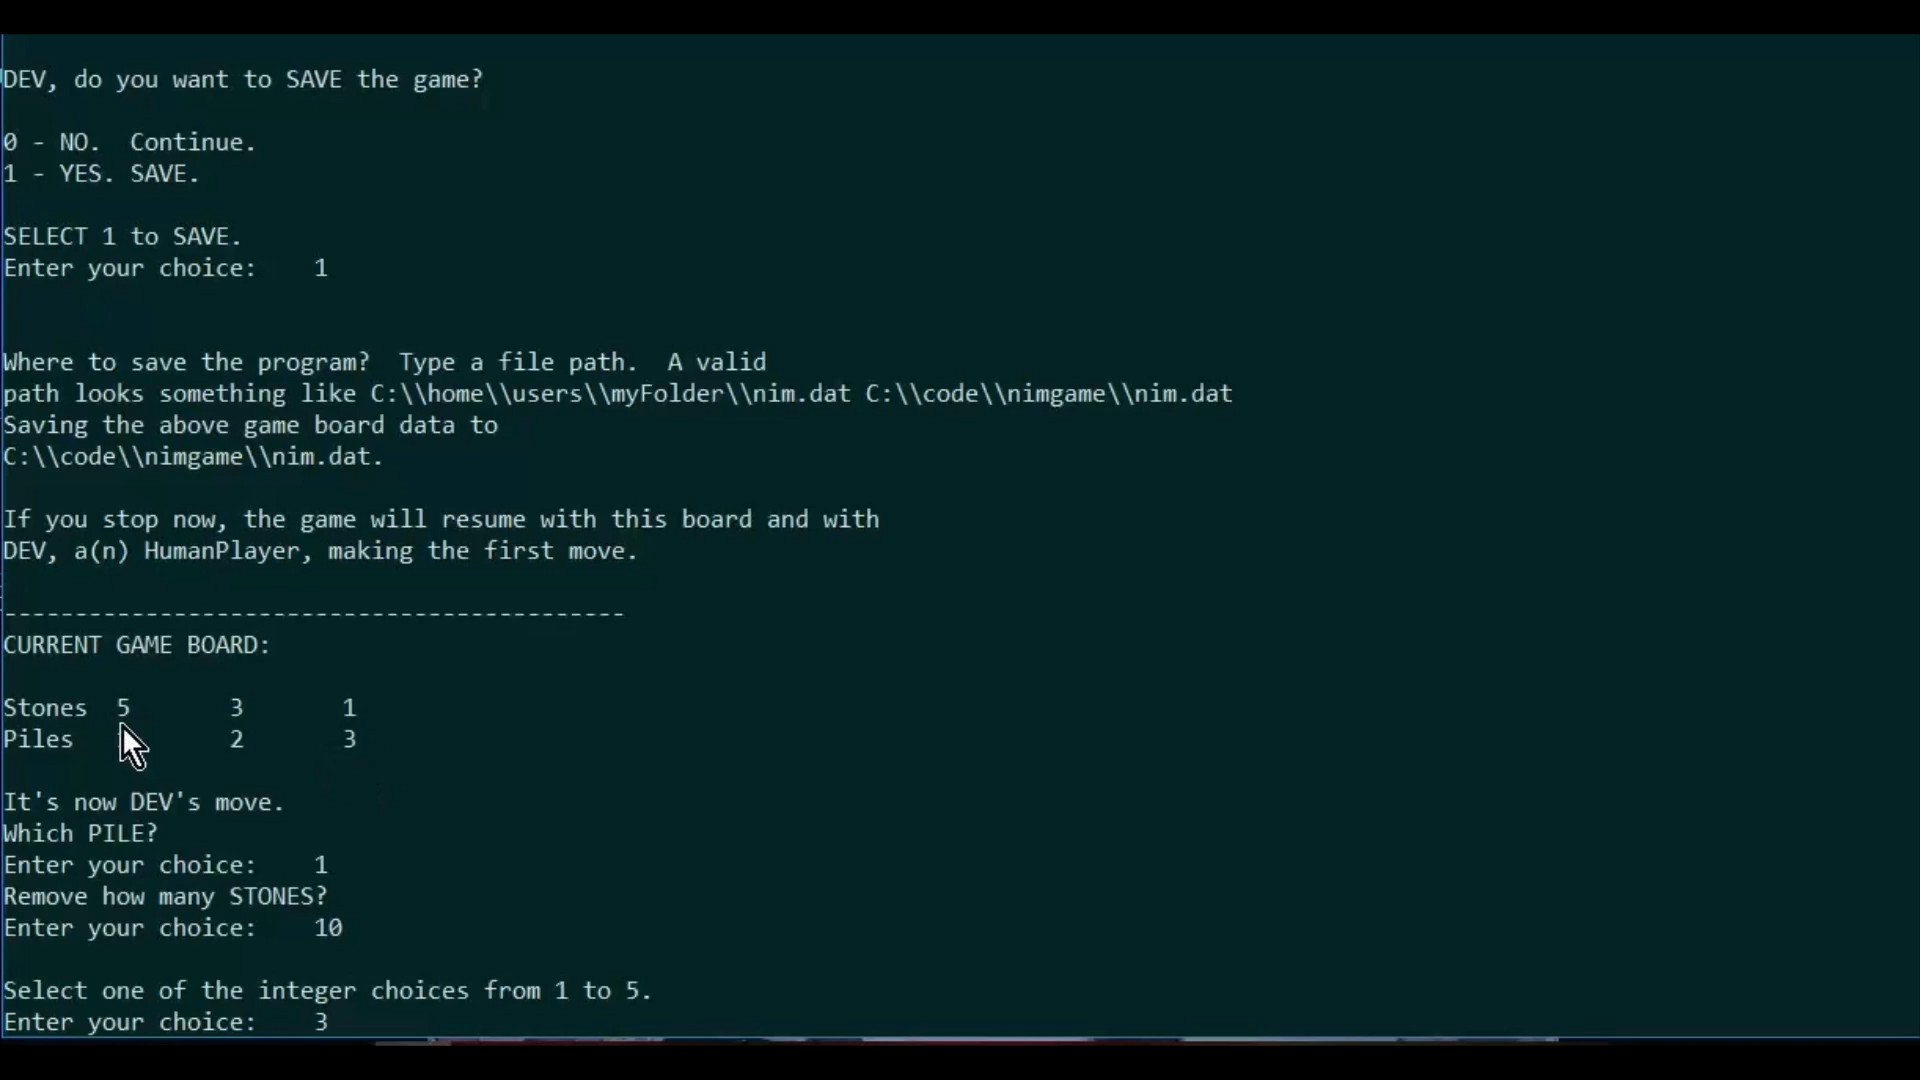 DEV, do you want to SAVE the game?
0 - NO.  Continue.
1 - YES. SAVE.
SELECT 1 to SAVE.
Enter your choice:    1
Where to save the program?  Type a file path.  A valid
path looks something like C:\\home\\users\\myFolder\\nim.dat C:\\code\\nimgame\\nim.dat
Saving the above game board data to
C:\\code\\nimgame\\nim.dat.
If you stop now, the game will resume with this board and with
DEV, a(n) HumanPlayer, making the first move.
--------------------------------------------
CURRENT GAME BOARD:
Stones  5       3       1
Piles           2       3
It's now DEV's move.
Which PILE?
Enter your choice:    1
Remove how many STONES?
Enter your choice:    10
Select one of the integer choices from 1 to 5.
Enter your choice:    3